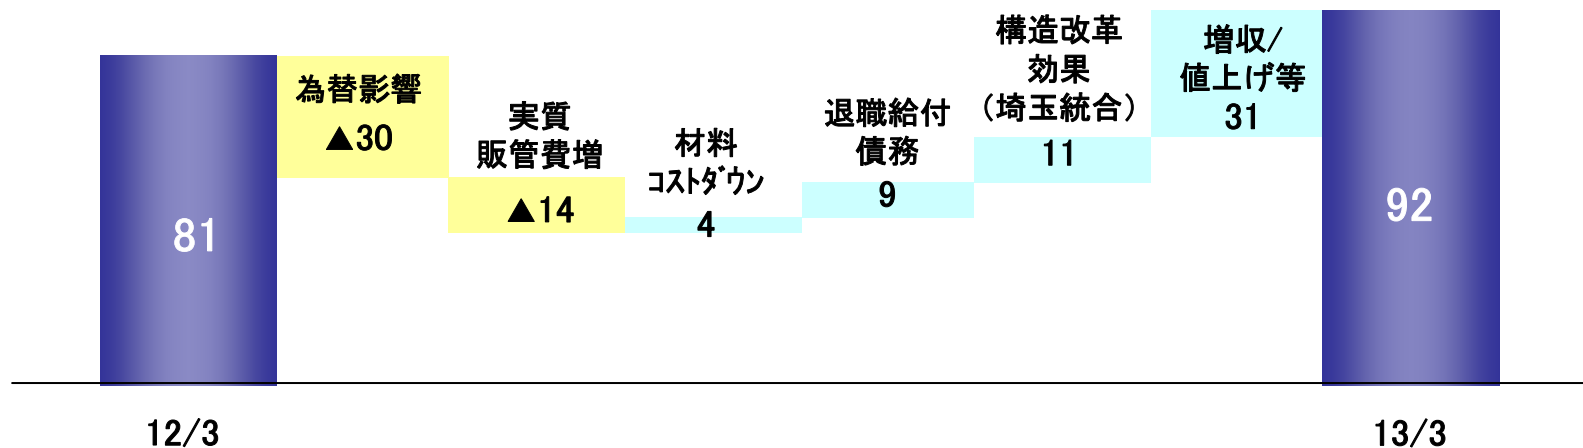 81
12/3
為替影響
▲30
実質
販管費増
▲14
材料
ｺｽﾄﾀﾞｳﾝ
4
退職給付
債務
9
構造改革
効果
(埼玉統合)
11
増収/
値上げ等
31
92
13/3